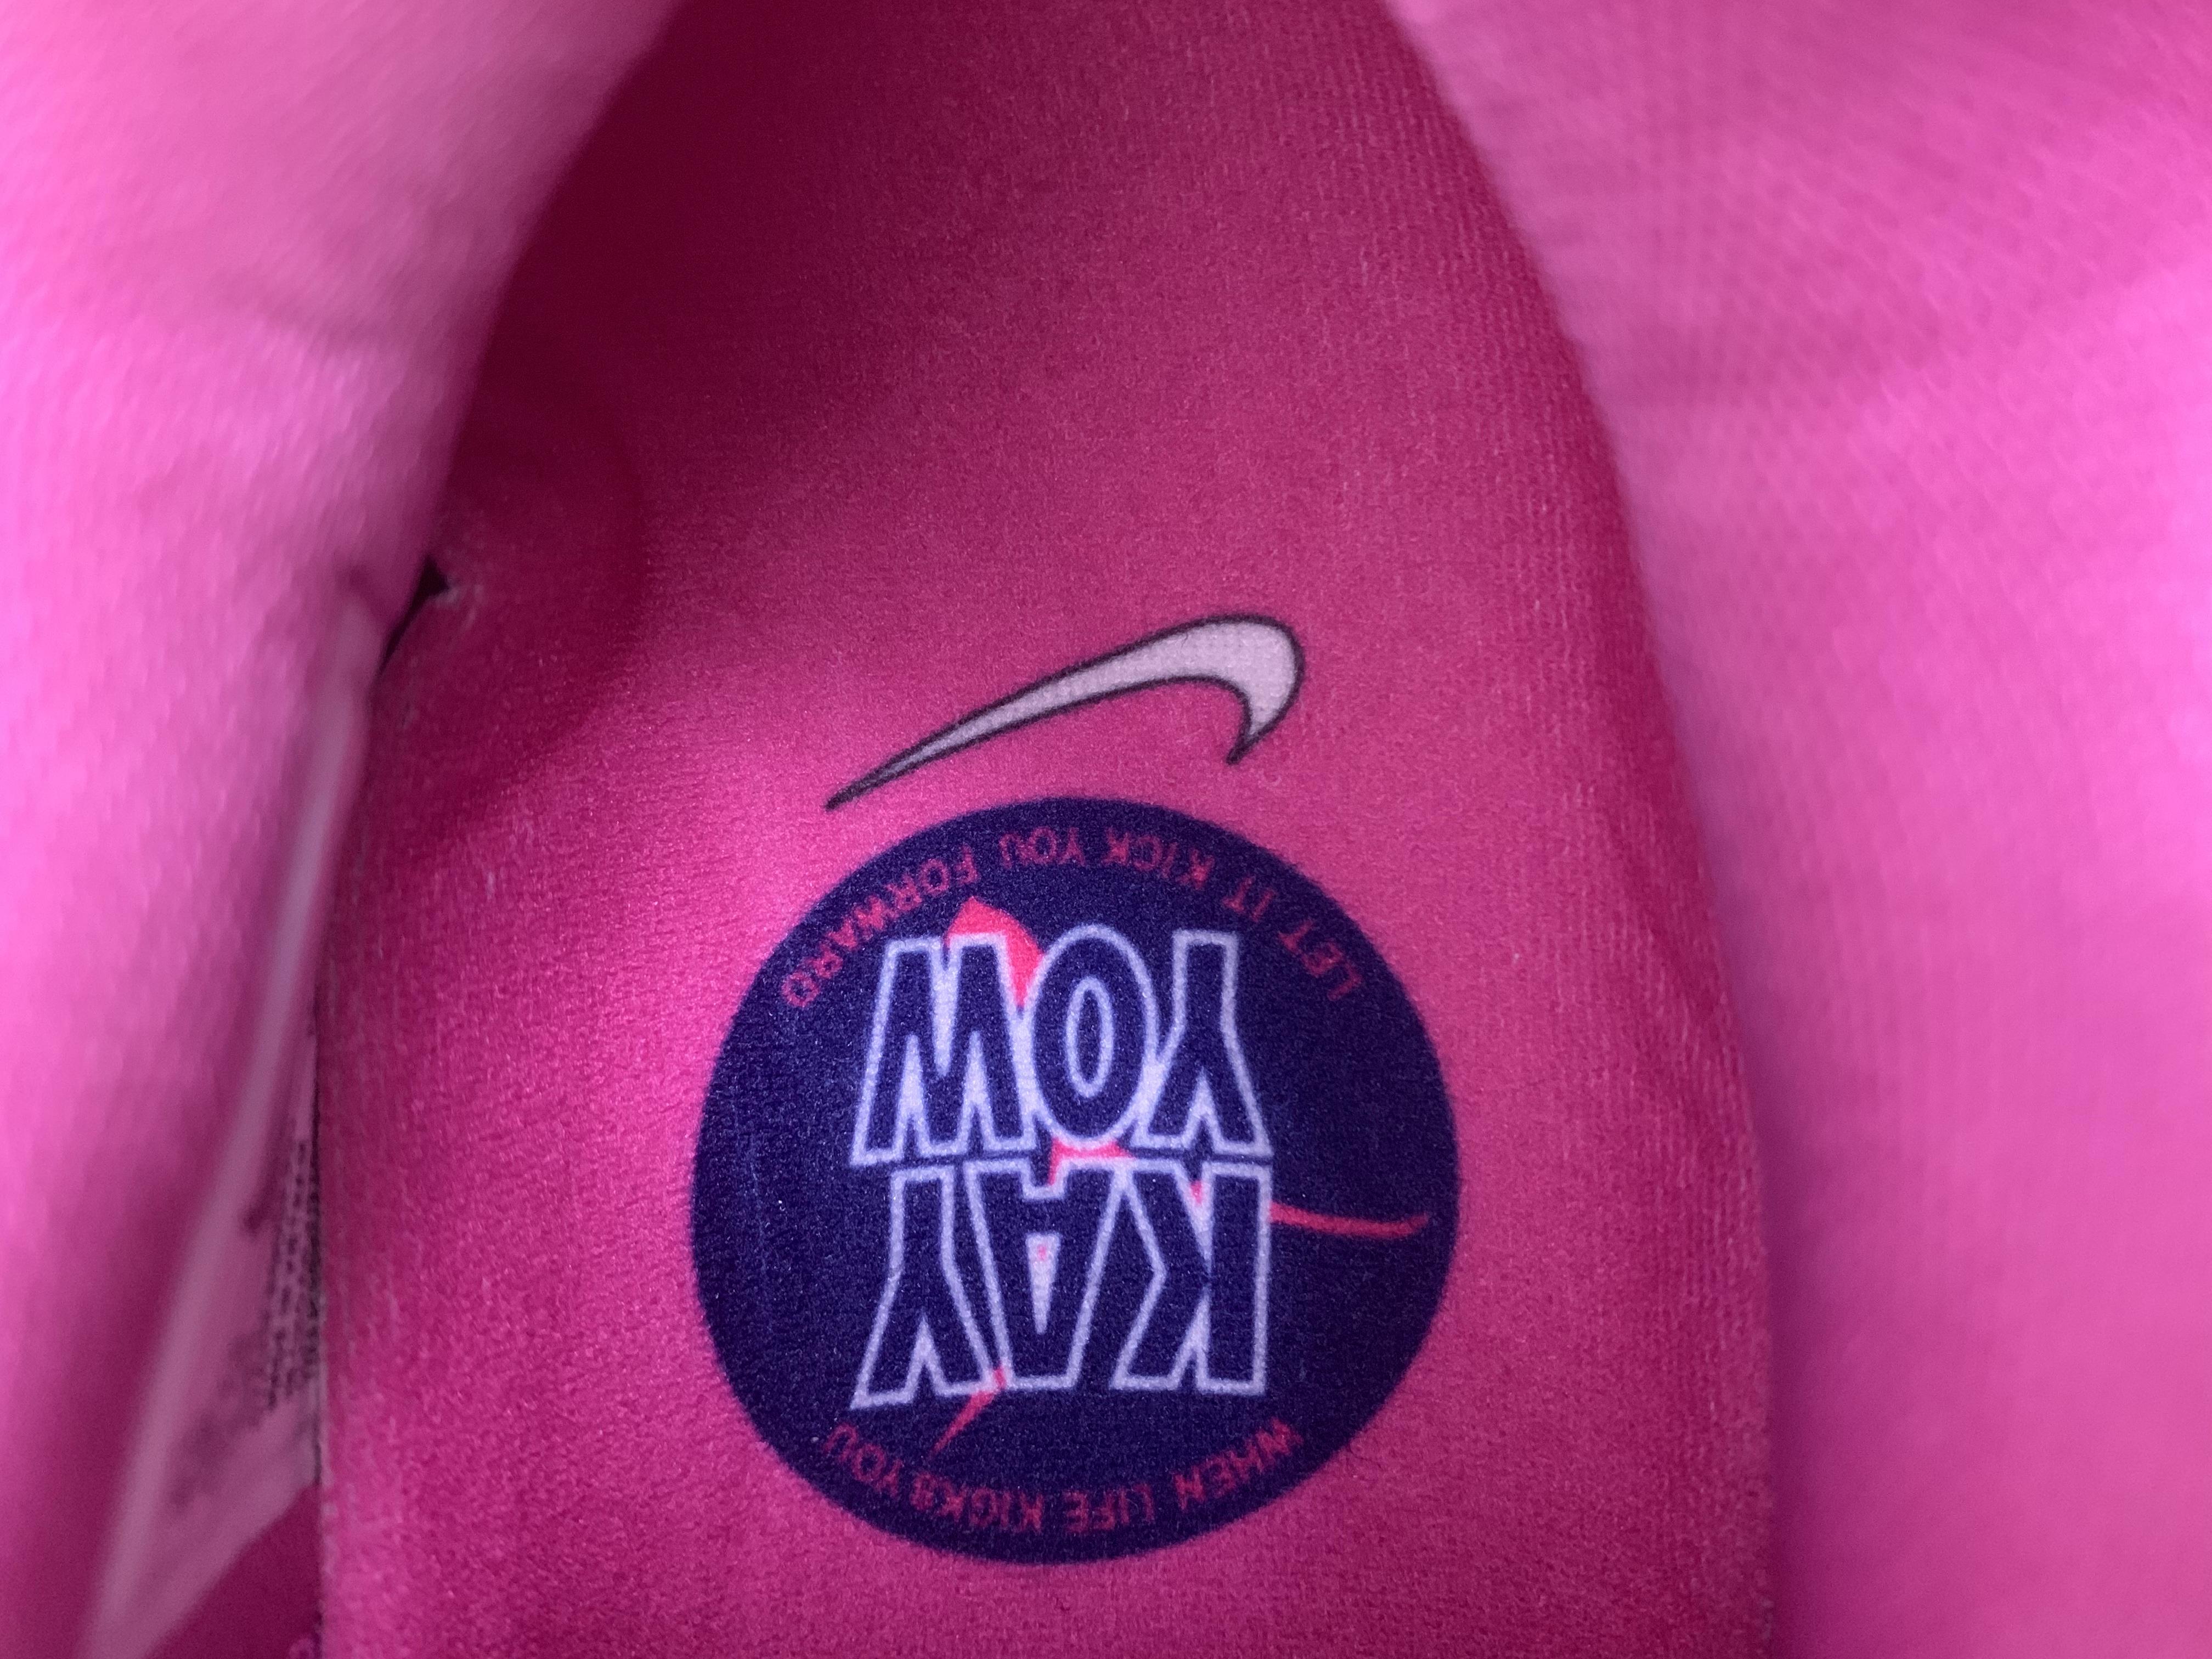 WHEN LIFE KICKS YOU
KAY
YOW
LET IT KICK YOU FORWARD